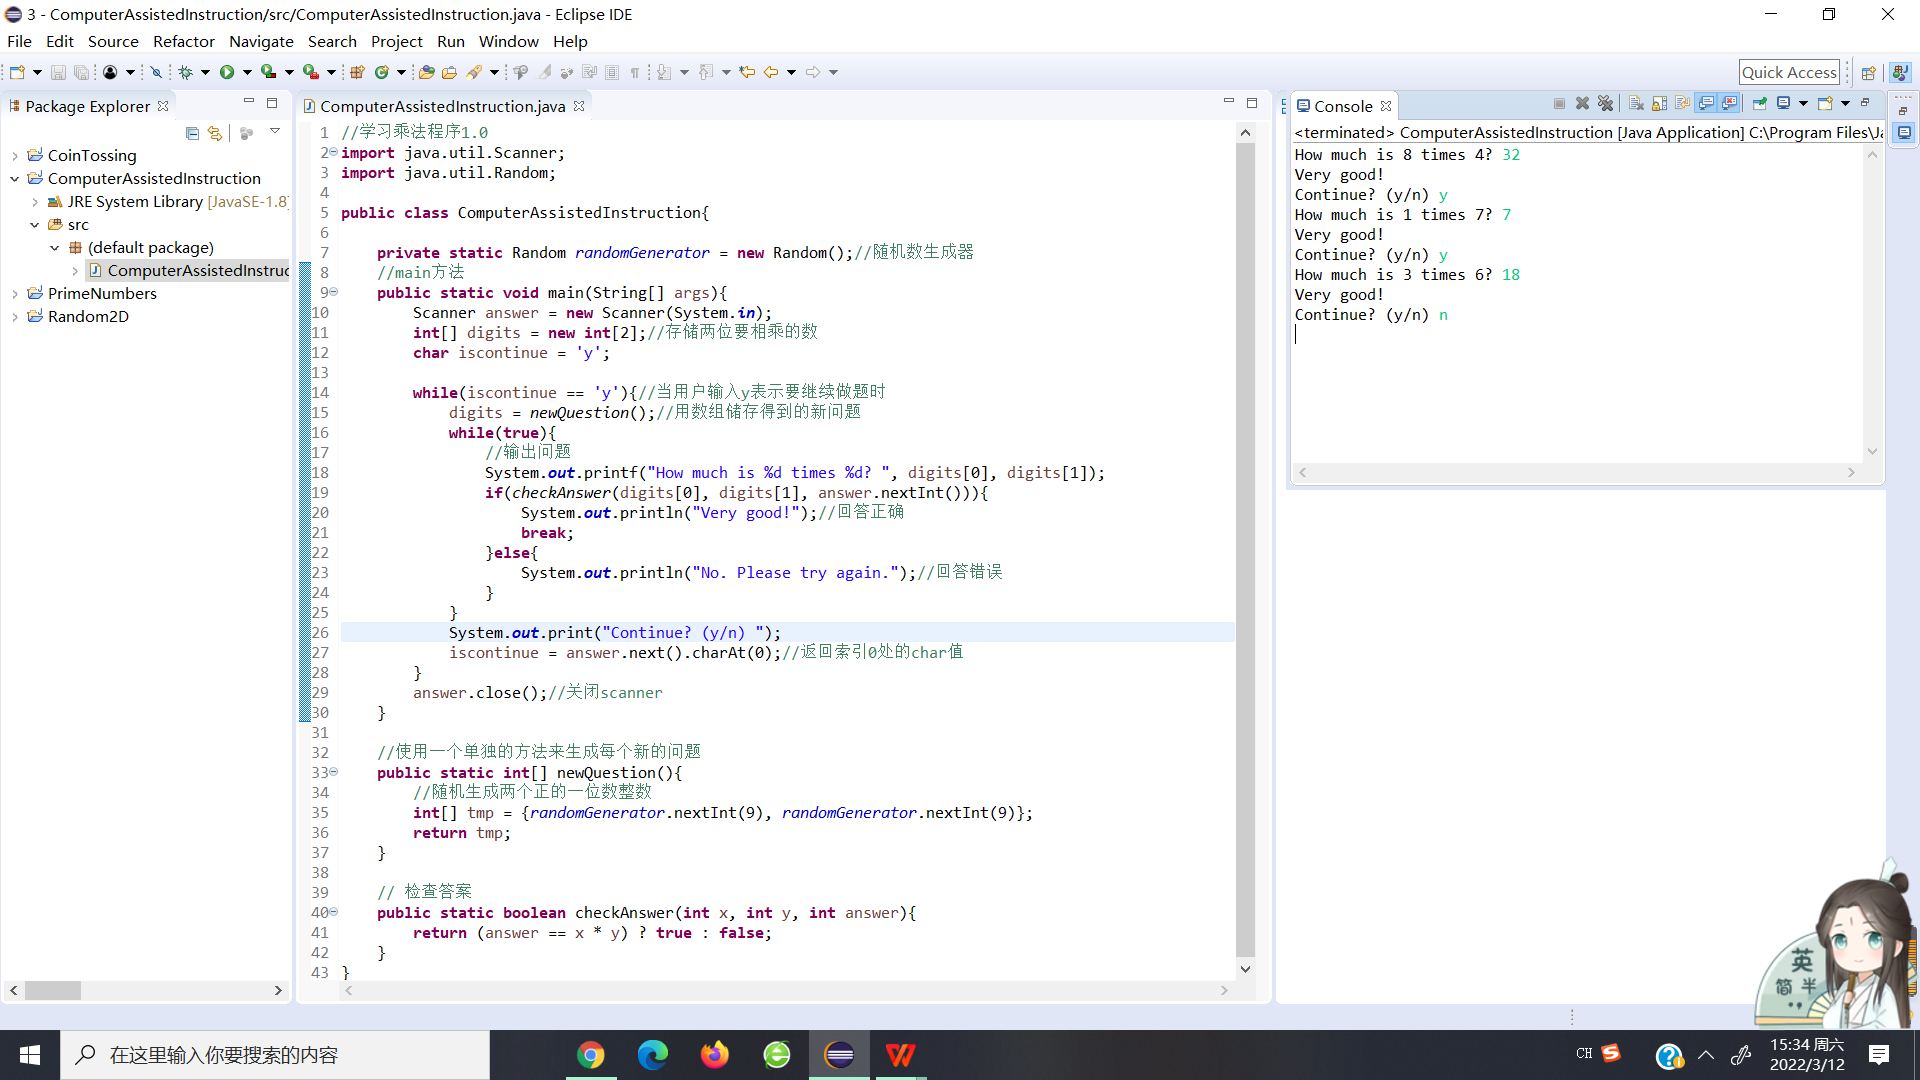 3 - ComputerAssistedInstruction/src/ComputerAssistedInstruction.java - Eclipse IDE
File Edit Source Refactor Navigate Search Project Run Window Help
Quick Access
Package Explorer
CoinTossing
ComputerAssistedInstruction
JRE System Library [JavaSE-1.8]
src
(default package)
ComputerAssistedInstruc
PrimeNumbers
Random2D
ComputerAssistedInstruction.java
1 //学习乘法程序1.0
2 import java.util.Scanner;
3 import java.util.Random;
4
5 public class ComputerAssistedInstruction{
6
7     private static Random randomGenerator = new Random();//随机数生成器
8     //main方法
9     public static void main(String[] args){
10         Scanner answer = new Scanner(System.in);
11         int[] digits = new int[2];//存储两位要相乘的数
12         char iscontinue = 'y';
13
14         while(iscontinue == 'y'){//当用户输入y表示要继续做题时
15             digits = newQuestion();//用数组储存得到的新问题
16             while(true){
17                 //输出问题
18                 System.out.printf("How much is %d times %d? ", digits[0], digits[1]);
19                 if(checkAnswer(digits[0], digits[1], answer.nextInt())){
20                     System.out.println("Very good!");//回答正确
21                     break;
22                 }else{
23                     System.out.println("No. Please try again.");//回答错误
24                 }
25             }
26             System.out.print("Continue? (y/n) ");
27             iscontinue = answer.next().charAt(0);//返回索引0处的char值
28         }
29         answer.close();//关闭scanner
30     }
31
32     //使用一个单独的方法来生成每个新的问题
33     public static int[] newQuestion(){
34         //随机生成两个正的一位数整数
35         int[] tmp = {randomGenerator.nextInt(9), randomGenerator.nextInt(9)};
36         return tmp;
37     }
38
39     // 检查答案
40     public static boolean checkAnswer(int x, int y, int answer){
41         return (answer == x * y) ? true : false;
42     }
43 }
Console
<terminated> ComputerAssistedInstruction [Java Application] C:\Program Files\Ja
How much is 8 times 4? 32
Very good!
Continue? (y/n) y
How much is 1 times 7? 7
Very good!
Continue? (y/n) y
How much is 3 times 6? 18
Very good!
Continue? (y/n) n
英
简 半
在这里输入你要搜索的内容
CH
15:34 周六
2022/3/12